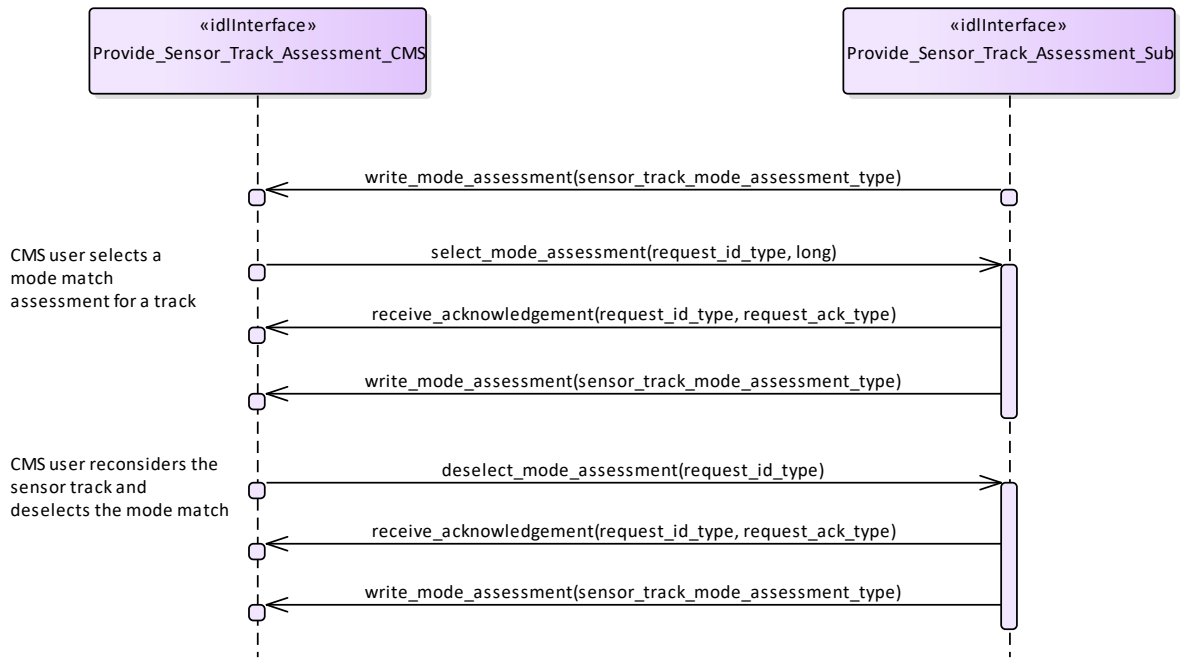 «idlInterface»
Provide_Sensor_Track_Assessment_CMS
«idlInterface»
Provide_Sensor_Track_Assessment_Sub
write_mode_assessment(sensor_track_mode_assessment_type)
CMS user selects a
mode match
assessment for a track
select_mode_assessment(request_id_type, long)
receive_acknowledgement(request_id_type, request_ack_type)
write_mode_assessment(sensor_track_mode_assessment_type)
CMS user reconsiders the
sensor track and
deselects the mode match
deselect_mode_assessment(request_id_type)
receive_acknowledgement(request_id_type, request_ack_type)
write_mode_assessment(sensor_track_mode_assessment_type)